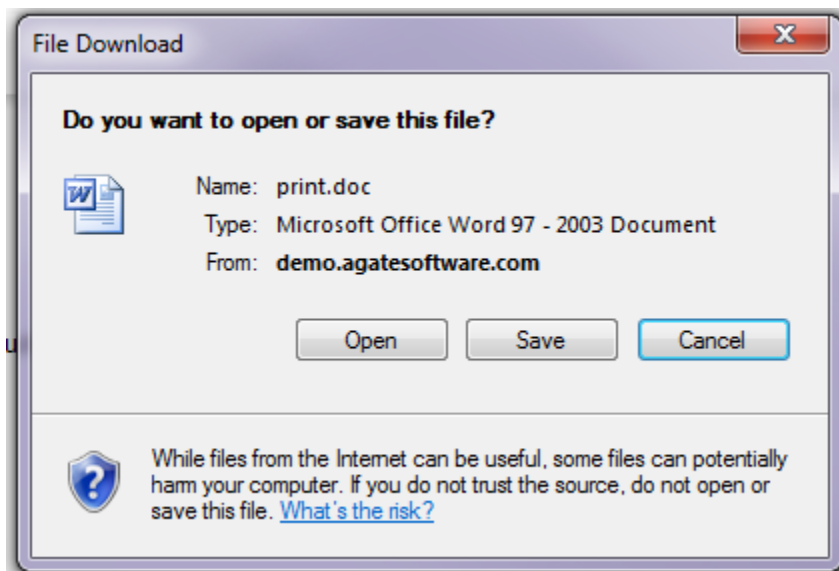 File Download
Do you want to open or save this file?
Name: print.doc
Type: Microsoft Office Word 97 - 2003 Document
From: demo.agatesoftware.com
Open Save Cancel
u
While files from the Internet can be useful, some files can potentially
harm your computer. If you do not trust the source, do not open or
save this file. What's the risk?